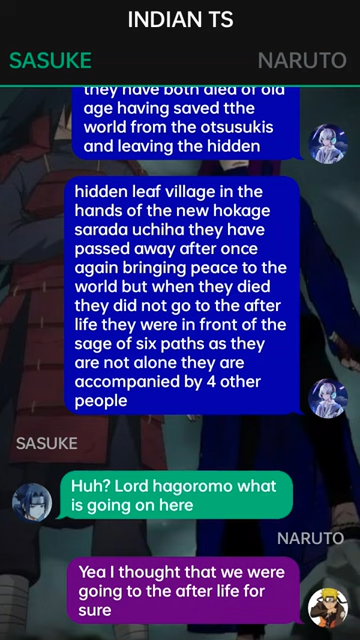 INDIAN TS
SASUKE NARUTO
they have both died of old
age having saved tthe
world from the otsusukis
and leaving the hidden
hidden leaf village in the
hands of the new hokage
sarada uchiha they have
passed away after once
again bringing peace to the
world but when they died
they did not go to the after
life they were in front of the
sage of six paths as they
are not alone they are
accompanied by 4 other
people
SASUKE
Huh? Lord hagoromo what
is going on here
NARUTO
Yea I thought that we were
going to the after life for
sure